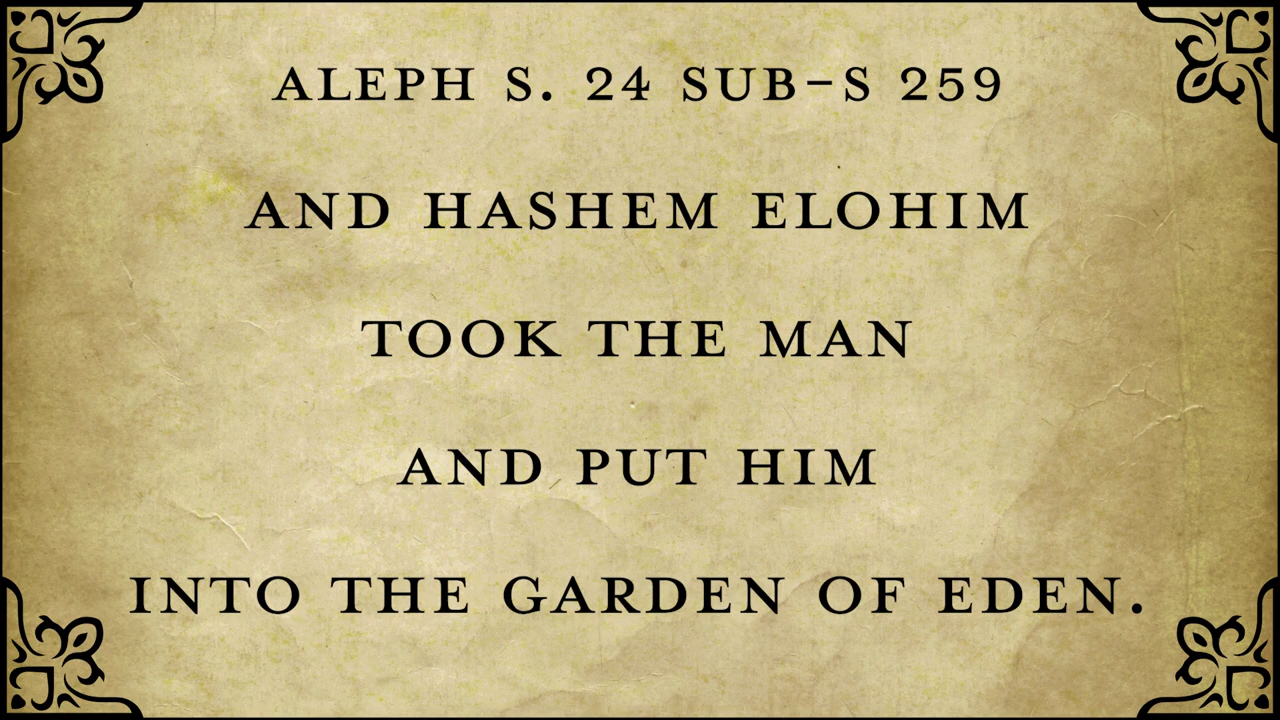 ALEPH S. 24 SUB-S 259
AND HASHEM ELOHIM
TOOK THE MAN
AND PUT HIM
INTO THE GARDEN OF EDEN.